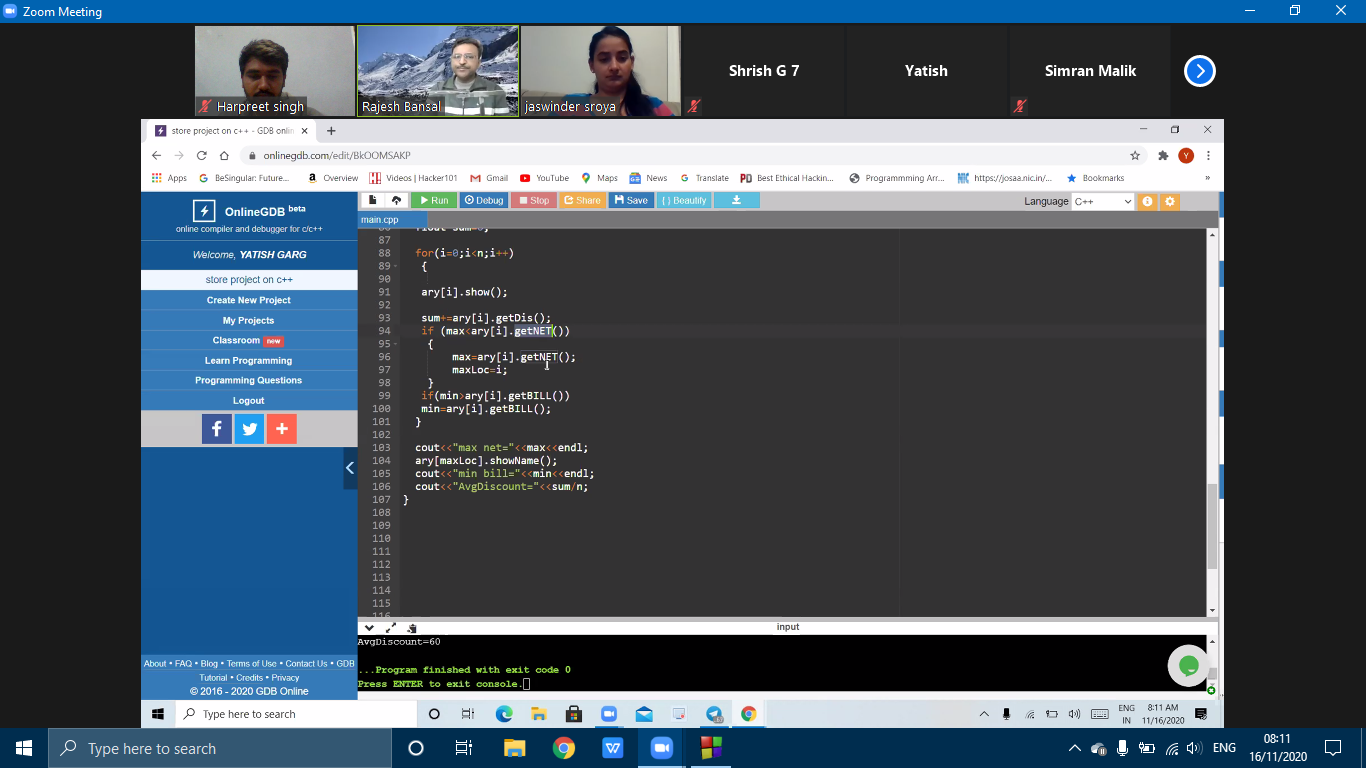 Zoom Meeting
Harpreet singh
Rajesh Bansal
jaswinder sroya
Shrish G 7
Yatish
Simran Malik
store project on c++ - GDB onlin
onlinegdb.com/edit/BkOOMSAKP
Y
Apps
BeSingular: Future...
Overview
Videos | Hacker101
Gmail
YouTube
Maps
News
Translate
PD Best Ethical Hackin...
Programmming Arr...
https://josaa.nic.in/...
Bookmarks
»
OnlineGDB beta
online compiler and debugger for c/c++
Welcome, YATISH GARG
store project on c++
Create New Project
My Projects
Classroom new
Learn Programming
Programming Questions
Logout
About • FAQ • Blog • Terms of Use • Contact Us • GDB
Tutorial • Credits • Privacy
© 2016 - 2020 GDB Online
Run
Debug
Stop
Share
Save
{ } Beautify
Language C++
main.cpp
86 float sum=0;
87
88 for(i=0;i<n;i++)
89 {
90
91 ary[i].show();
92
93 sum+=ary[i].getDis();
94 if (max<ary[i].getNET())
95 {
96 max=ary[i].getNET();
97 maxLoc=i;
98 }
99 if(min>ary[i].getBILL())
100 min=ary[i].getBILL();
101 }
102
103 cout<<"max net="<<max<<endl;
104 ary[maxLoc].showName();
105 cout<<"min bill="<<min<<endl;
106 cout<<"AvgDiscount="<<sum/n;
107 }
108
109
110
111
112
113
114
115
116
input
AvgDiscount=60
...Program finished with exit code 0
Press ENTER to exit console.
Type here to search
ENG
IN
8:11 AM
11/16/2020
Type here to search
ENG
08:11
16/11/2020